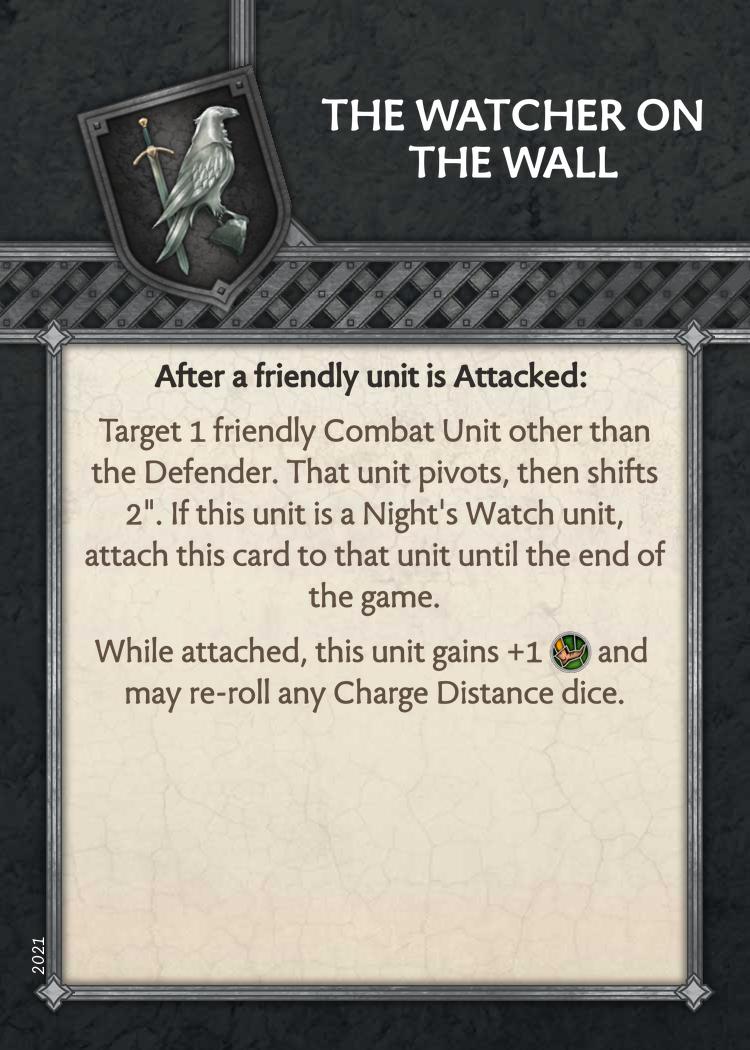 THE WATCHER ON
THE WALL
After a friendly unit is Attacked:
Target 1 friendly Combat Unit other than
the Defender. That unit pivots, then shifts
2". If this unit is a Night's Watch unit,
attach this card to that unit until the end of
the game.
While attached, this unit gains +1 and
may re-roll any Charge Distance dice.
2021